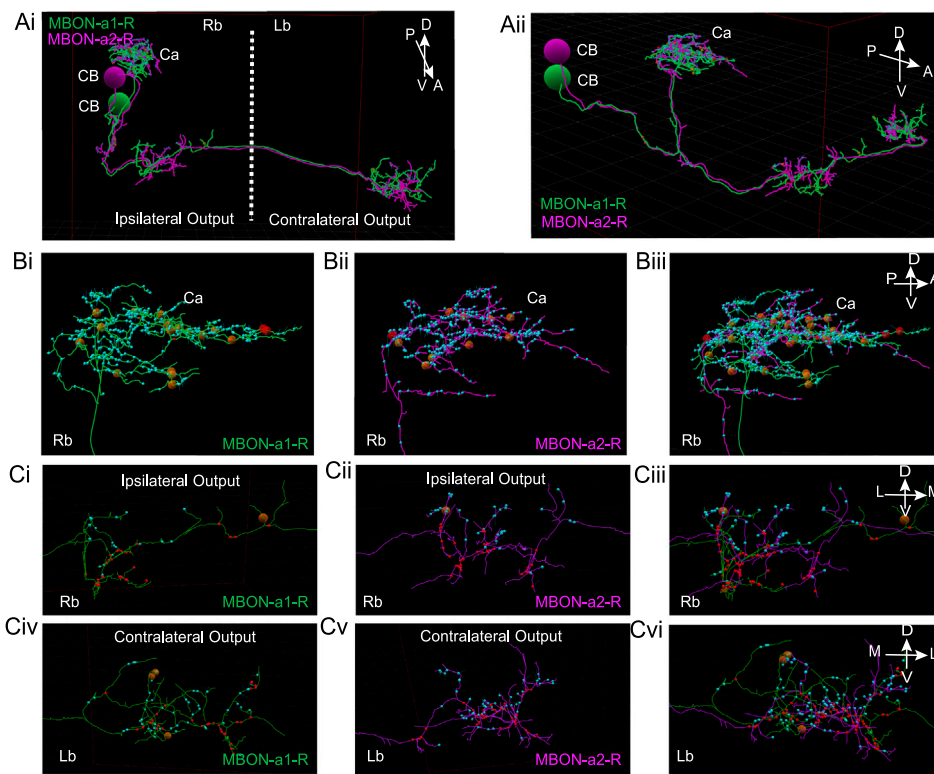 Ai
MBON-a1-R
MBON-a2-R
Rb
Lb
P
D
V
A
Ca
CB
CB
Ipsilateral Output
Contralateral Output
Aii
CB
CB
Ca
D
P
A
V
MBON-a1-R
MBON-a2-R
Bi
Ca
Rb
MBON-a1-R
Bii
Ca
Rb
MBON-a2-R
Biii
D
P
A
V
Ca
Rb
Ci
Ipsilateral Output
Rb
MBON-a1-R
Cii
Ipsilateral Output
Rb
MBON-a2-R
Ciii
D
L
M
V
Rb
Civ
Contralateral Output
Lb
MBON-a1-R
Cv
Contralateral Output
Lb
MBON-a2-R
Cvi
D
M
L
V
Lb